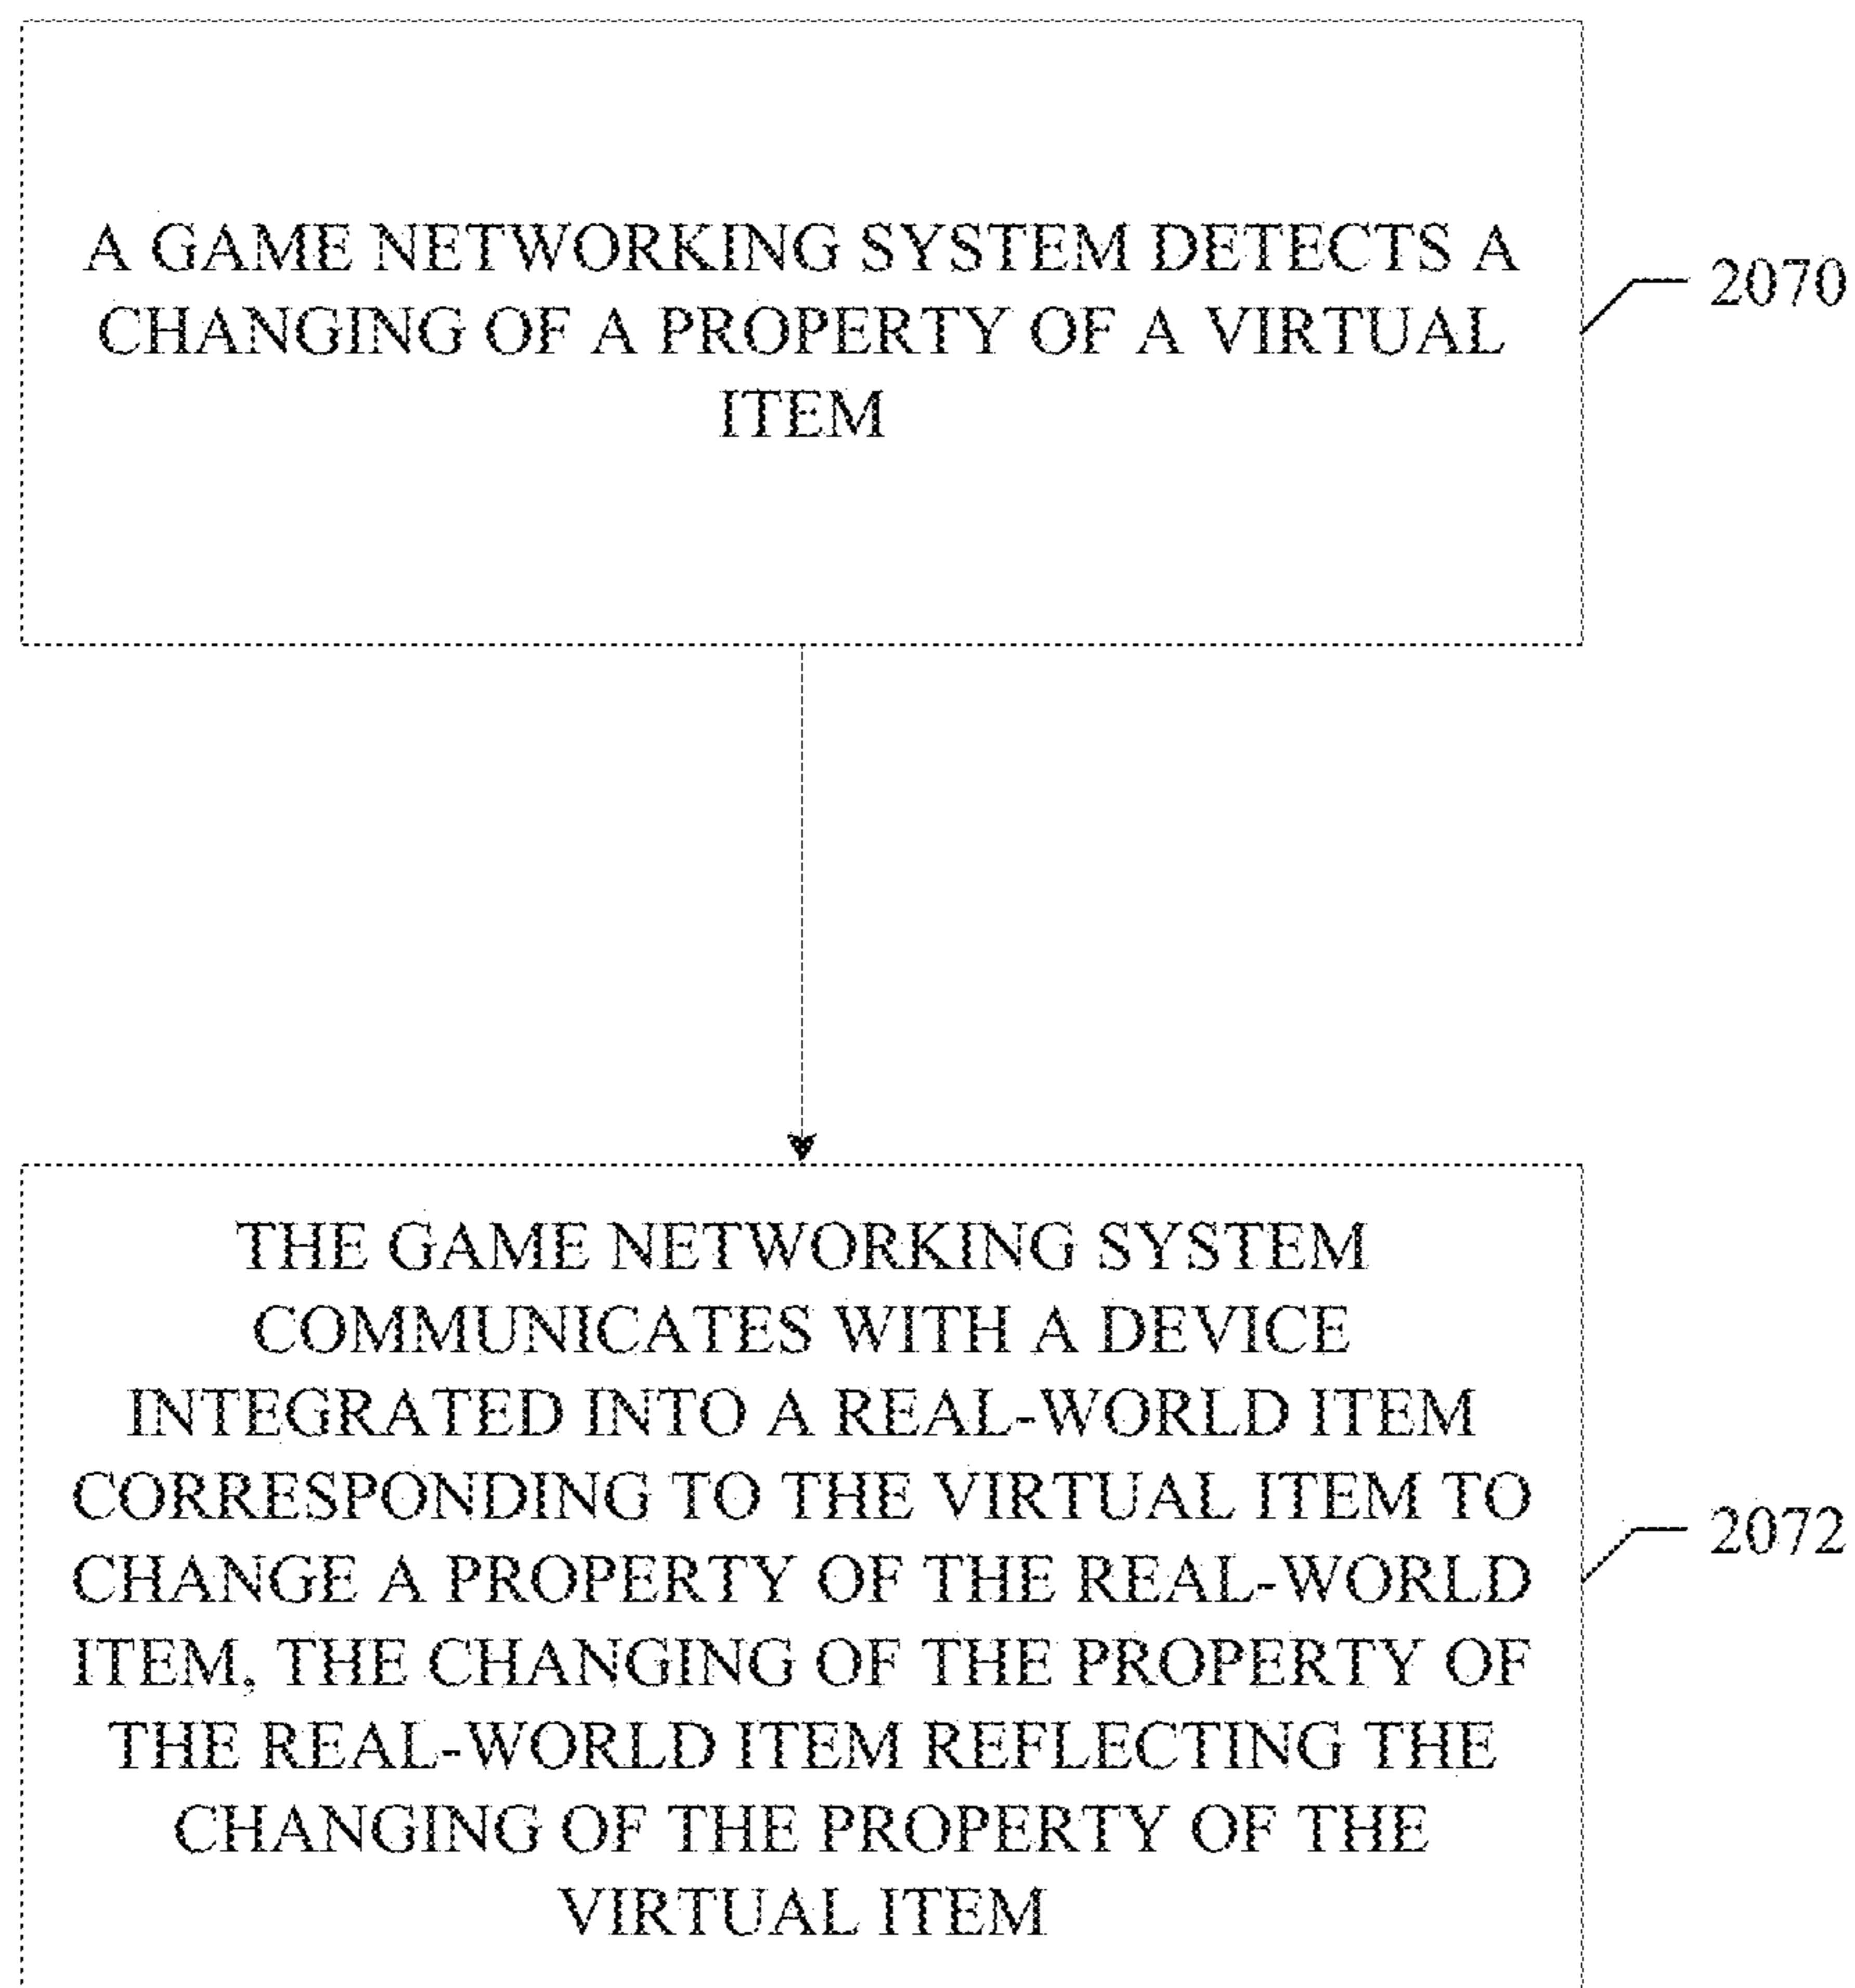 A GAME NETWORKING SYSTEM DETECTS A
CHANGING OF A PROPERTY OF A VIRTUAL
ITEM
2070
THE GAME NETWORKING SYSTEM
COMMUNICATES WITH A DEVICE
INTEGRATED INTO A REAL-WORLD ITEM
CORRESPONDING TO THE VIRTUAL ITEM TO
CHANGE A PROPERTY OF THE REAL-WORLD
ITEM, THE CHANGING OF THE PROPERTY OF
THE REAL-WORLD ITEM REFLECTING THE
CHANGING OF THE PROPERTY OF THE
VIRTUAL ITEM
2072